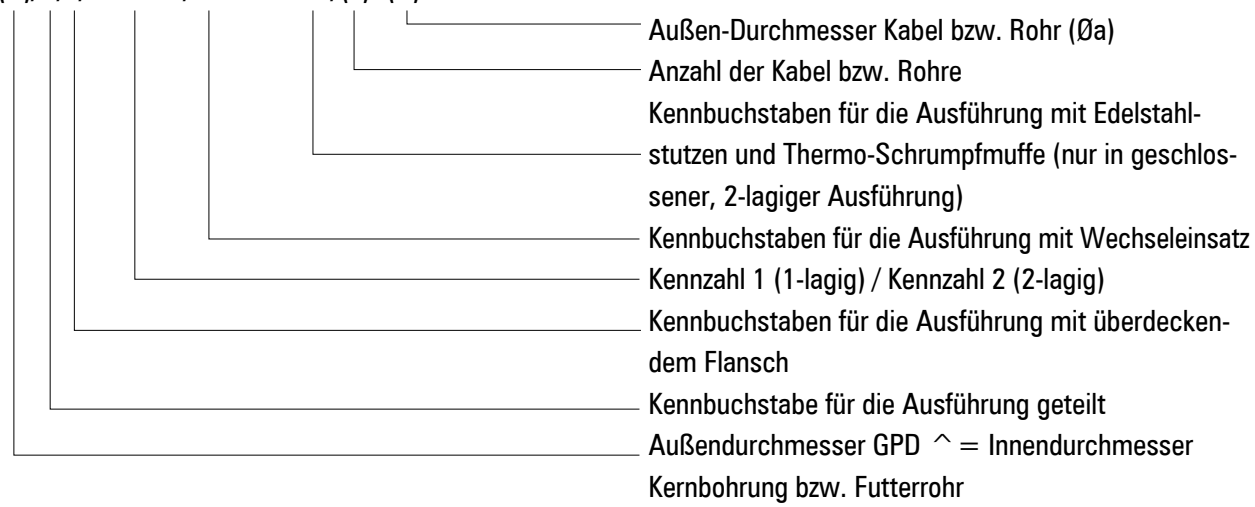 Außen-Durchmesser Kabel bzw. Rohr (Øa)
Anzahl der Kabel bzw. Rohre
Kennbuchstaben für die Ausführung mit Edelstahl-
stutzen und Thermo-Schrumpfmuffe (nur in geschlos-
sener, 2-lagiger Ausführung)
Kennbuchstaben für die Ausführung mit Wechseleinsatz
Kennzahl 1 (1-lagig) / Kennzahl 2 (2-lagig)
Kennbuchstaben für die Ausführung mit überdecken-
dem Flansch
Kennbuchstabe für die Ausführung geteilt
Außendurchmesser GPD ^ = Innendurchmesser
Kernbohrung bzw. Futterrohr